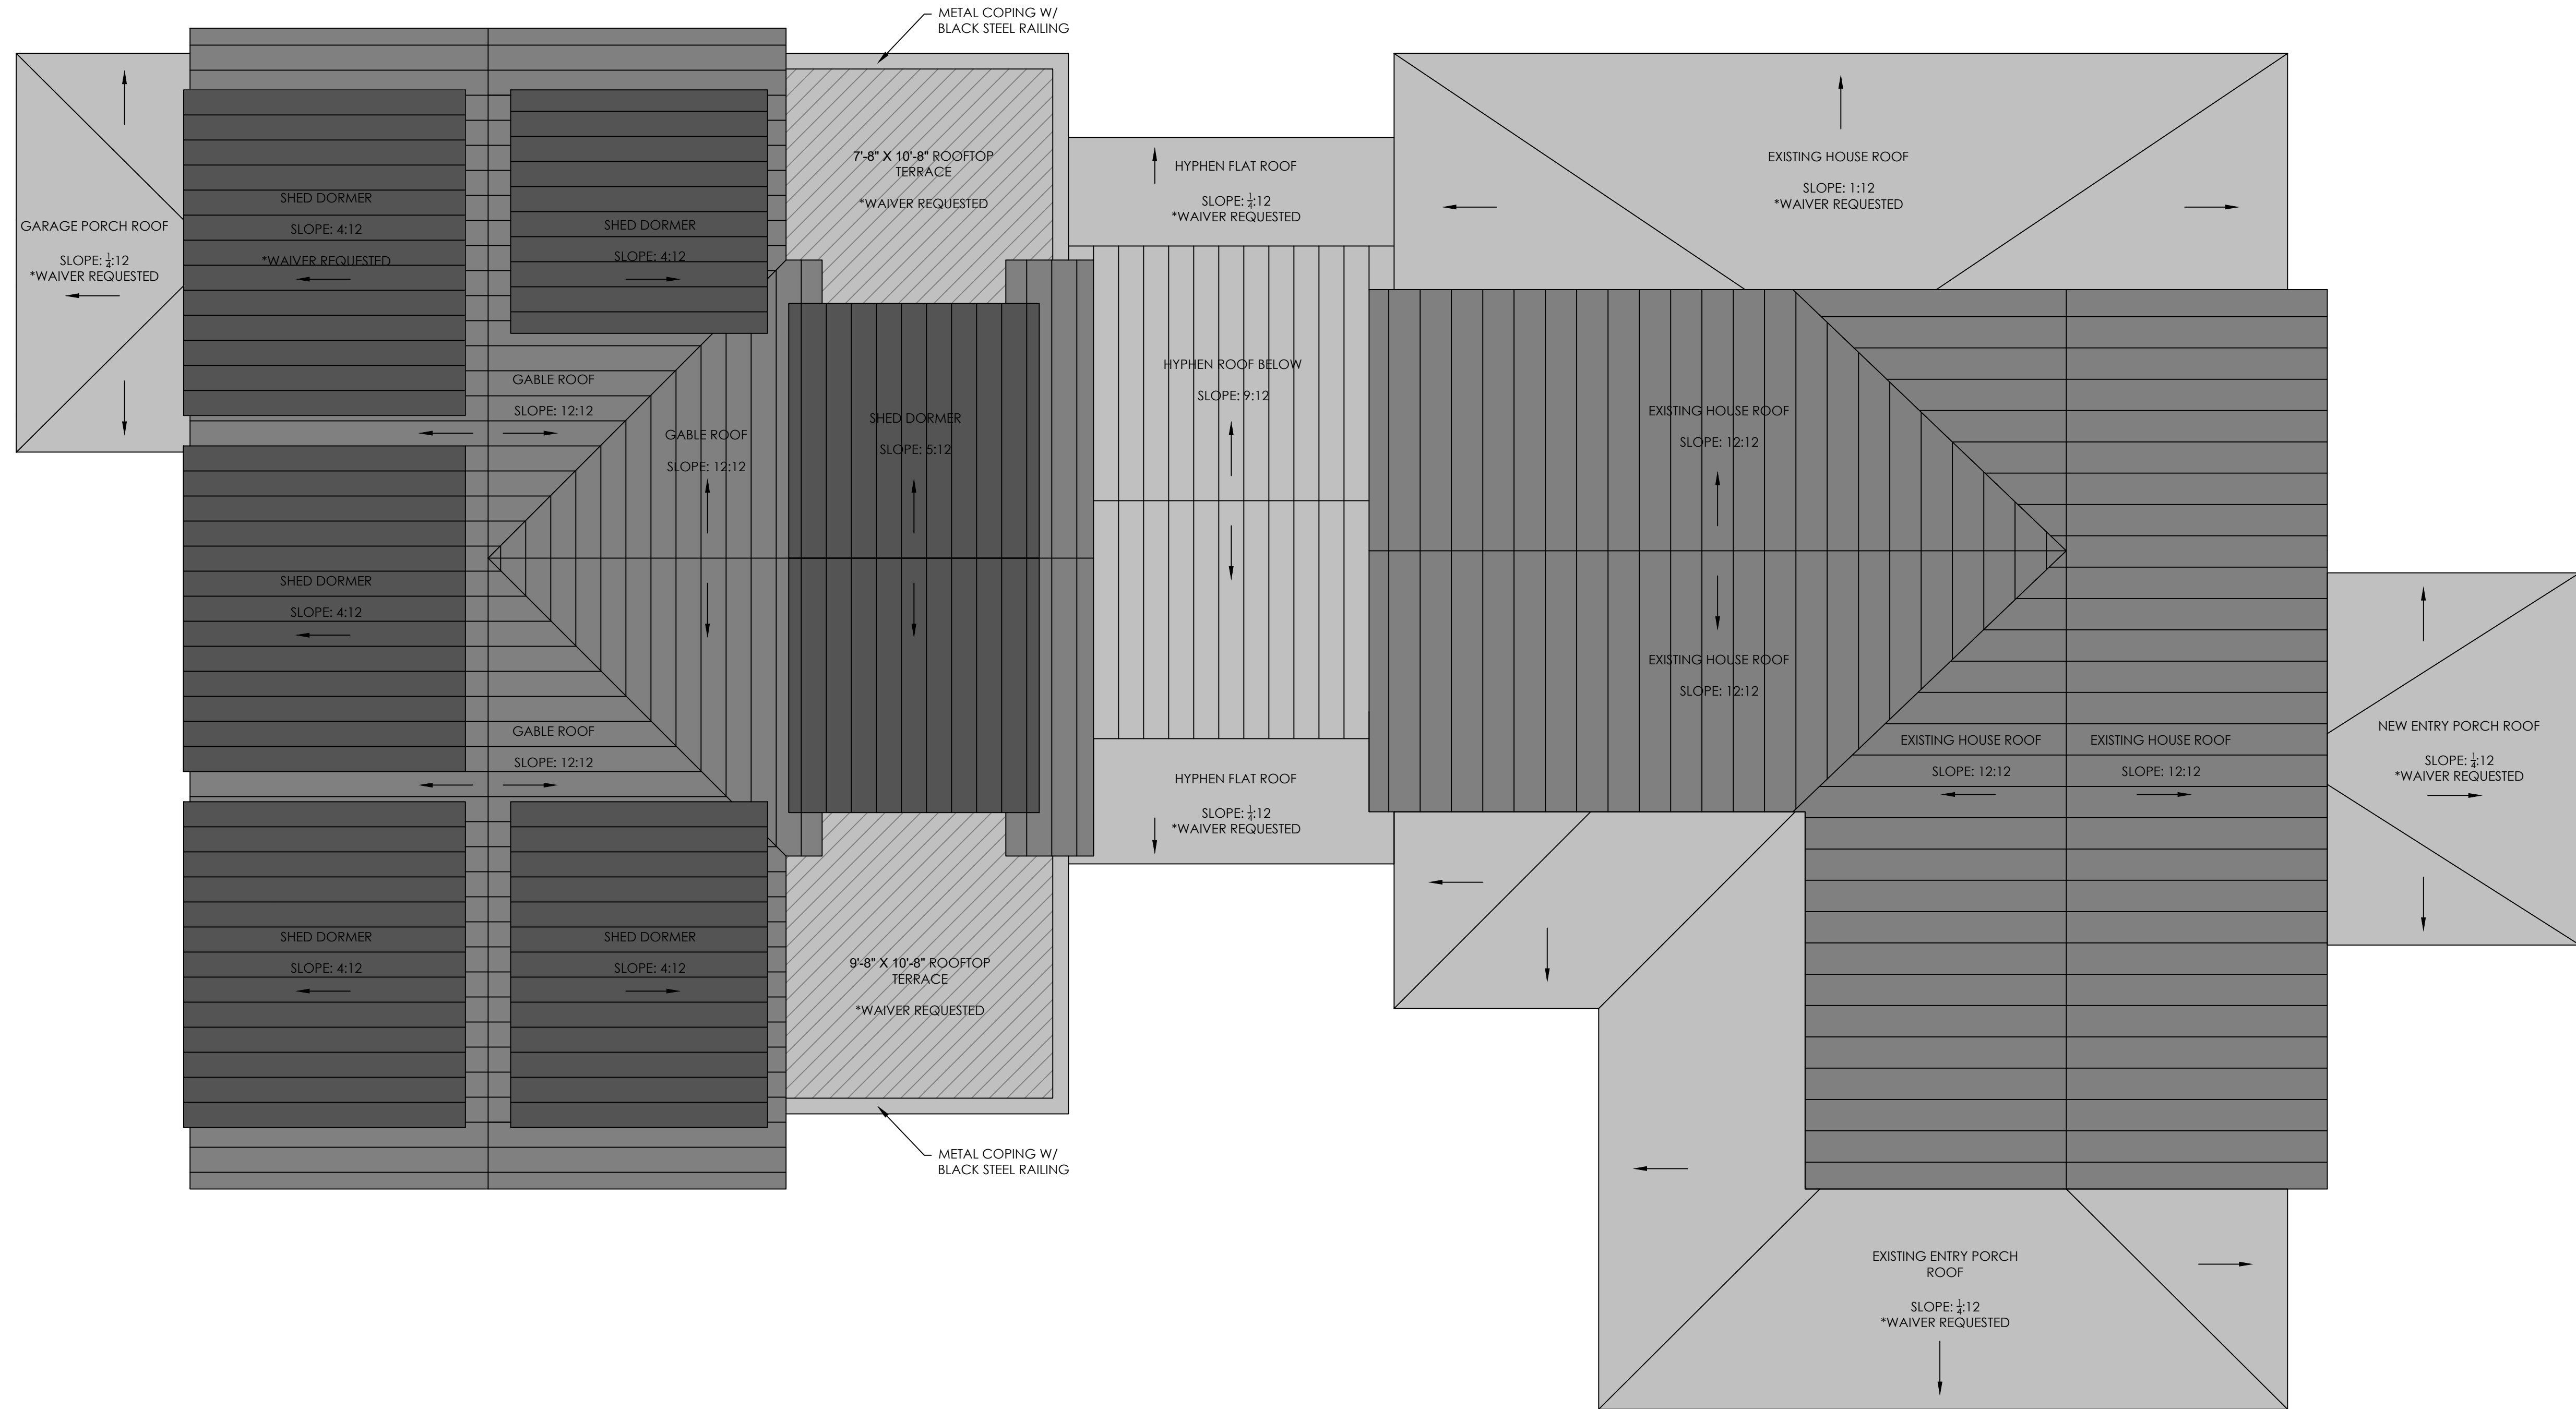 METAL COPING W/
BLACK STEEL RAILING
7'-8" X 10'-8" ROOFTOP
TERRACE
*WAIVER REQUESTED
HYPHEN FLAT ROOF
SLOPE: ¼:12
*WAIVER REQUESTED
EXISTING HOUSE ROOF
SLOPE: 1:12
*WAIVER REQUESTED
GARAGE PORCH ROOF
SLOPE: ¼:12
*WAIVER REQUESTED
SHED DORMER
SLOPE: 4:12
*WAIVER REQUESTED
SHED DORMER
SLOPE: 4:12
GABLE ROOF
SLOPE: 12:12
GABLE ROOF
SLOPE: 12:12
SHED DORMER
SLOPE: 5:12
HYPHEN ROOF BELOW
SLOPE: 9:12
EXISTING HOUSE ROOF
SLOPE: 12:12
SHED DORMER
SLOPE: 4:12
EXISTING HOUSE ROOF
SLOPE: 12:12
GABLE ROOF
SLOPE: 12:12
HYPHEN FLAT ROOF
SLOPE: ¼:12
*WAIVER REQUESTED
EXISTING HOUSE ROOF
SLOPE: 12:12
EXISTING HOUSE ROOF
SLOPE: 12:12
NEW ENTRY PORCH ROOF
SLOPE: ¼:12
*WAIVER REQUESTED
SHED DORMER
SLOPE: 4:12
SHED DORMER
SLOPE: 4:12
9'-8" X 10'-8" ROOFTOP
TERRACE
*WAIVER REQUESTED
METAL COPING W/
BLACK STEEL RAILING
EXISTING ENTRY PORCH
ROOF
SLOPE: ¼:12
*WAIVER REQUESTED